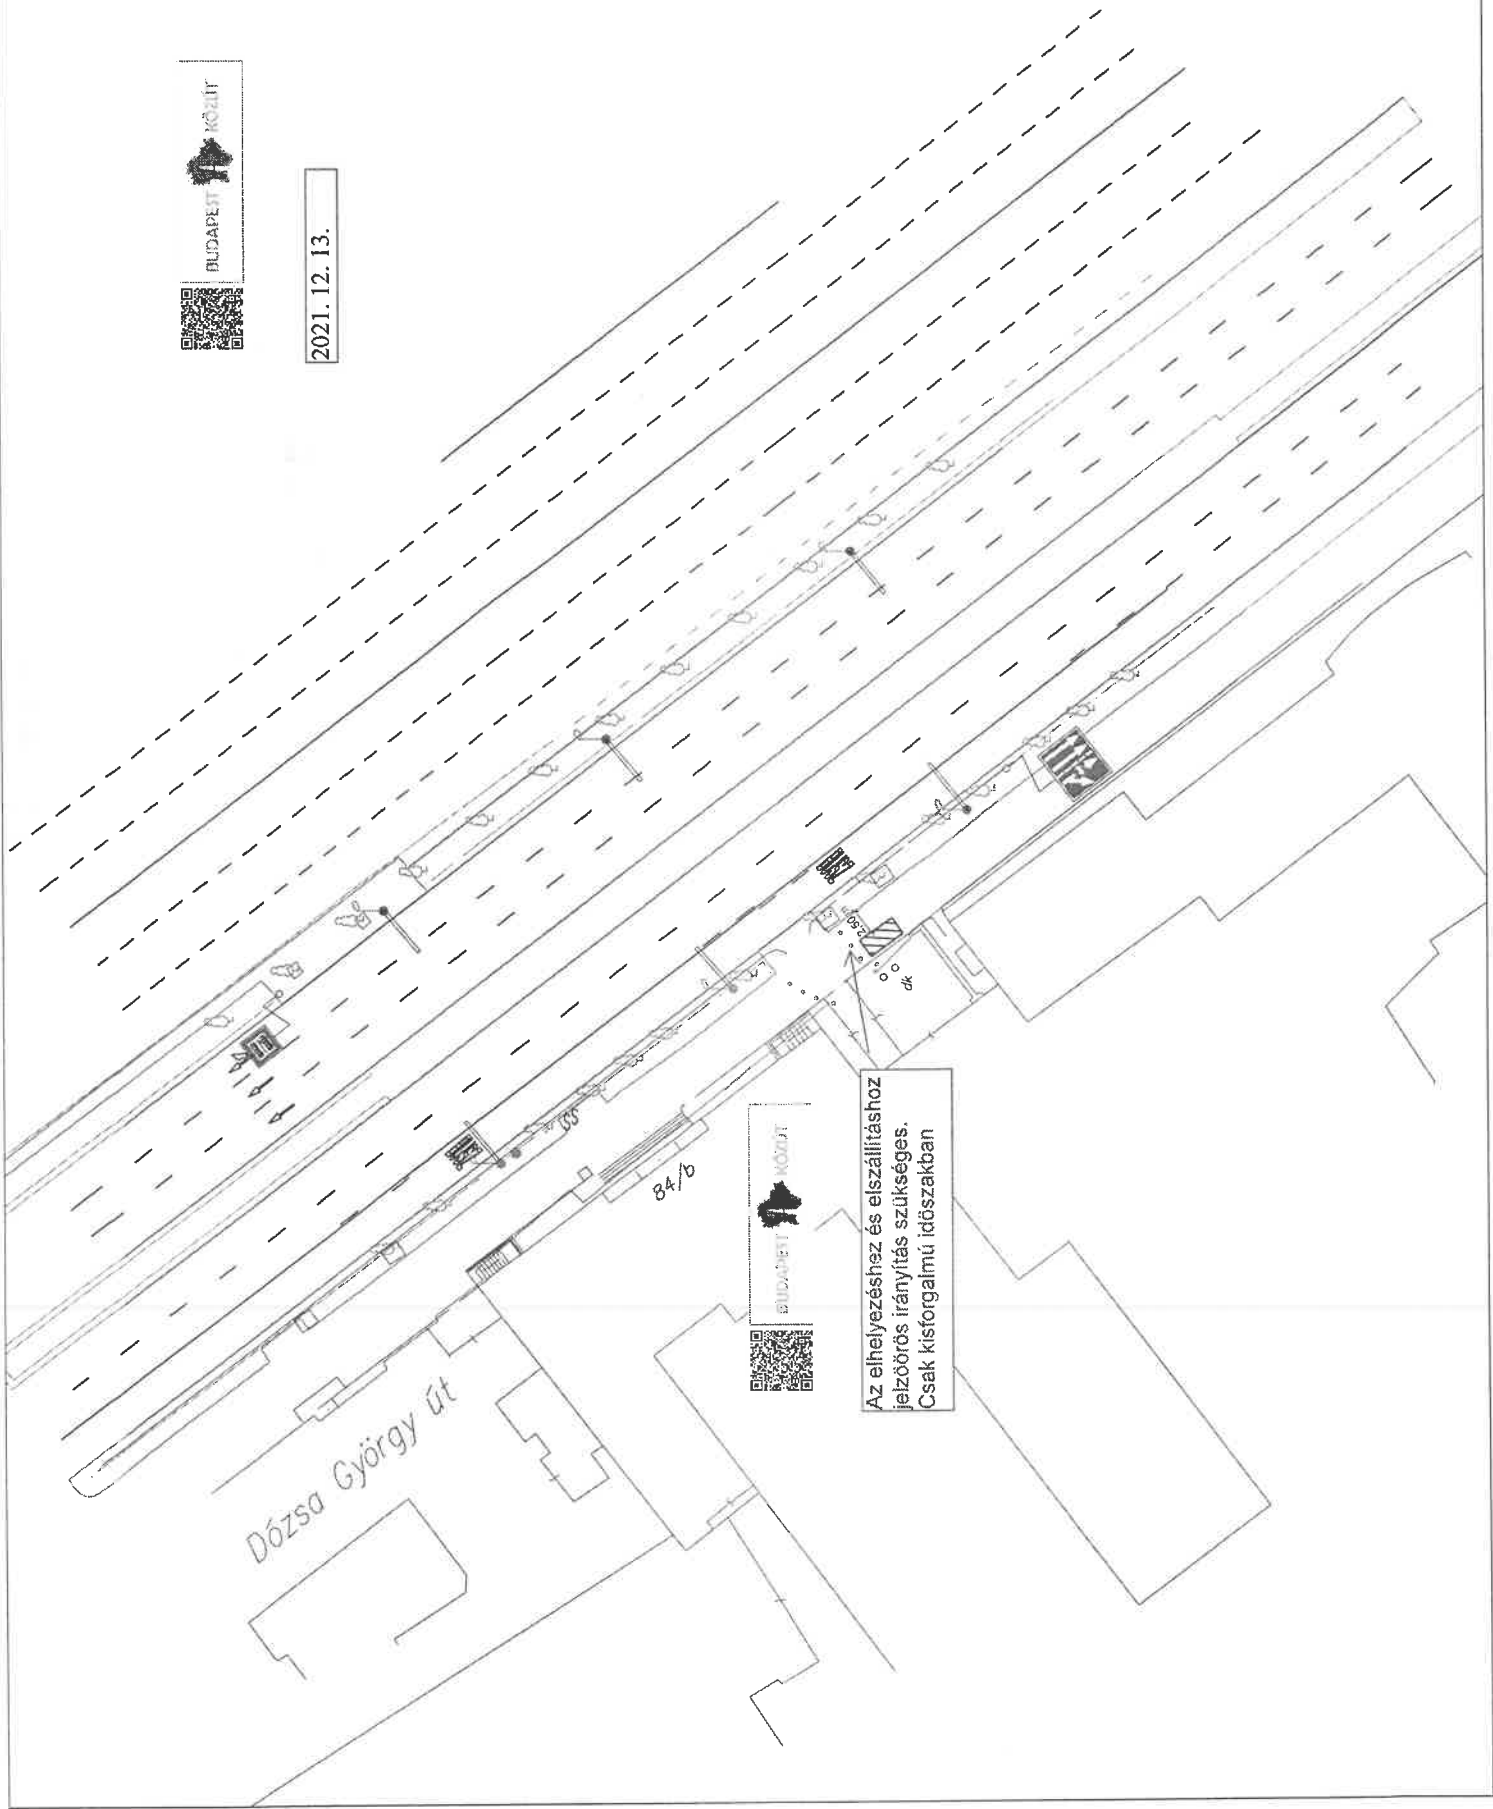 BUDAPEST KÖZÚT
2021. 12. 13.
Dózsa György út
84/b
2.50
dk
BUDAPEST KÖZÚT
Az elhelyezéshez és elszállításhoz
jelzőőrös irányítás szükséges.
Csak kisforgalmú időszakban